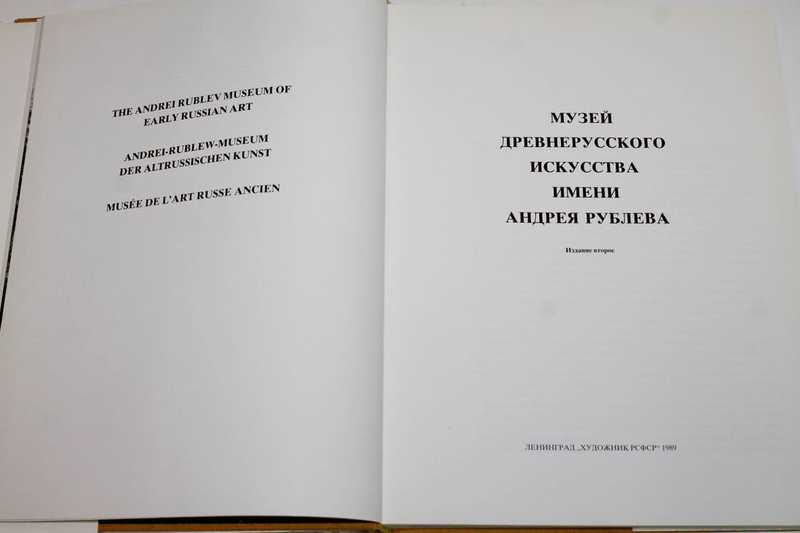 THE ANDREI RUBLEV MUSEUM OF
EARLY RUSSIAN ART
ANDREI-RUBLEW-MUSEUM
DER ALTRUSSISCHEN KUNST
MUSÉE DE L'ART RUSSE ANCIEN
МУЗЕЙ
ДРЕВНЕРУССКОГО
ИСКУССТВА
ИМЕНИ
АНДРЕЯ РУБЛЕВА
Издание второе
ЛЕНИНГРАД „ХУДОЖНИК РСФСР“ 1989